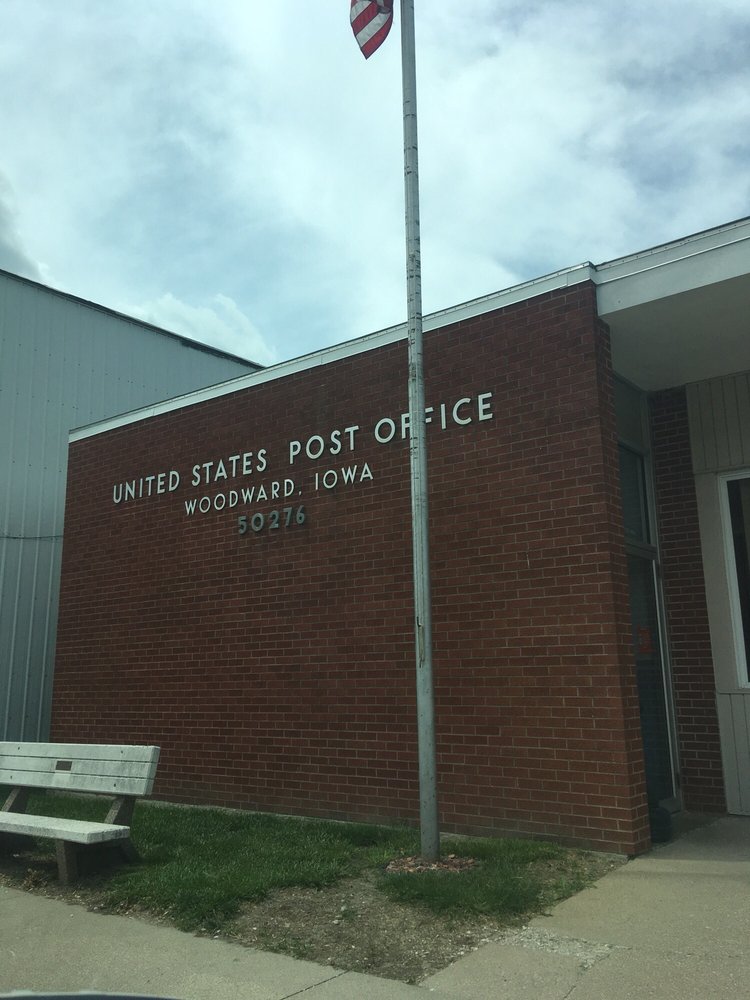 UNITED STATES POST OFFICE
WOODWARD, IOWA
50276